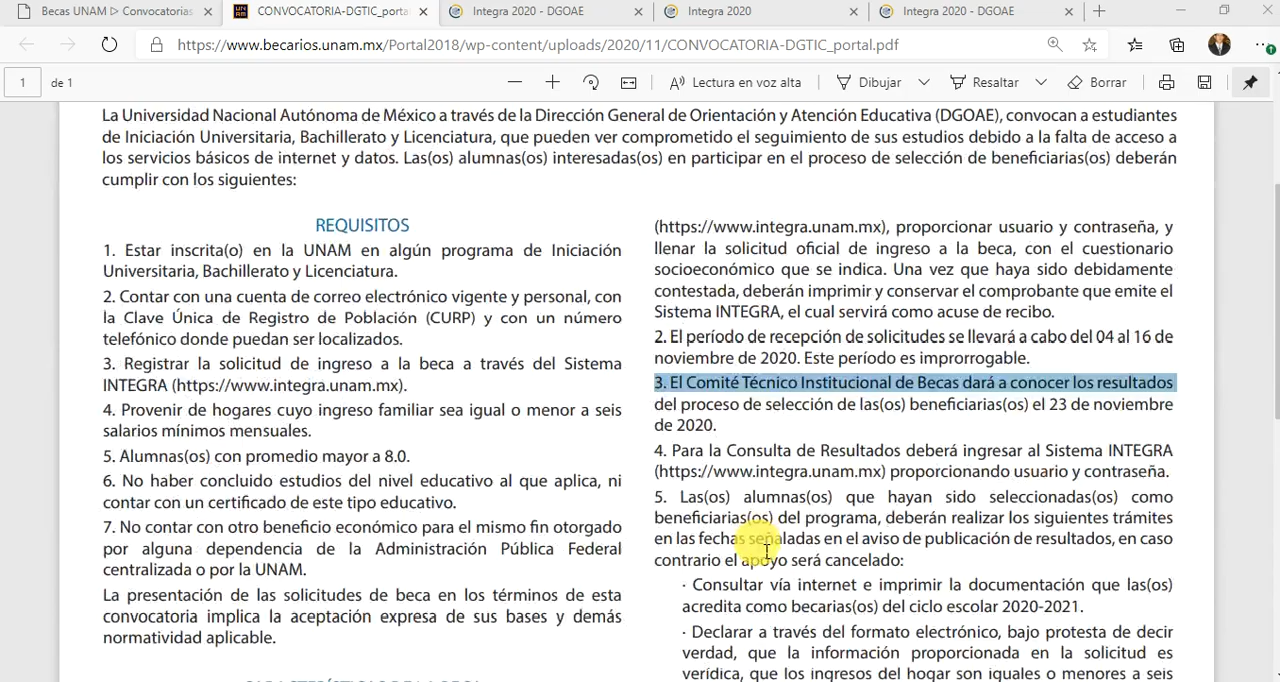 Becas UNAM ▷ Convocatorias
CONVOCATORIA-DGTIC_porta
Integra 2020 - DGOAE
Integra 2020
Integra 2020 - DGOAE
https://www.becarios.unam.mx/Portal2018/wp-content/uploads/2020/11/CONVOCATORIA-DGTIC_portal.pdf
1 de 1
Lectura en voz alta
Dibujar
Resaltar
Borrar
La Universidad Nacional Autónoma de México a través de la Dirección General de Orientación y Atención Educativa (DGOAE), convocan a estudiantes
de Iniciación Universitaria, Bachillerato y Licenciatura, que pueden ver comprometido el seguimiento de sus estudios debido a la falta de acceso a
los servicios básicos de internet y datos. Las(os) alumnas(os) interesadas(os) en participar en el proceso de selección de beneficiarias(os) deberán
cumplir con los siguientes:
REQUISITOS
1. Estar inscrita(o) en la UNAM en algún programa de Iniciación
Universitaria, Bachillerato y Licenciatura.
2. Contar con una cuenta de correo electrónico vigente y personal, con
la Clave Única de Registro de Población (CURP) y con un número
telefónico donde puedan ser localizados.
3. Registrar la solicitud de ingreso a la beca a través del Sistema
INTEGRA (https://www.integra.unam.mx).
4. Provenir de hogares cuyo ingreso familiar sea igual o menor a seis
salarios mínimos mensuales.
5. Alumnas(os) con promedio mayor a 8.0.
6. No haber concluido estudios del nivel educativo al que aplica, ni
contar con un certificado de este tipo educativo.
7. No contar con otro beneficio económico para el mismo fin otorgado
por alguna dependencia de la Administración Pública Federal
centralizada o por la UNAM.
La presentación de las solicitudes de beca en los términos de esta
convocatoria implica la aceptación expresa de sus bases y demás
normatividad aplicable.
(https://www.integra.unam.mx), proporcionar usuario y contraseña, y
llenar la solicitud oficial de ingreso a la beca, con el cuestionario
socioeconómico que se indica. Una vez que haya sido debidamente
contestada, deberán imprimir y conservar el comprobante que emite el
Sistema INTEGRA, el cual servirá como acuse de recibo.
2. El período de recepción de solicitudes se llevará a cabo del 04 al 16 de
noviembre de 2020. Este período es improrrogable.
3. El Comité Técnico Institucional de Becas dará a conocer los resultados
del proceso de selección de las(os) beneficiarias(os) el 23 de noviembre
de 2020.
4. Para la Consulta de Resultados deberá ingresar al Sistema INTEGRA
(https://www.integra.unam.mx) proporcionando usuario y contraseña.
5. Las(os) alumnas(os) que hayan sido seleccionadas(os) como
beneficiarias(os) del programa, deberán realizar los siguientes trámites
en las fechas señaladas en el aviso de publicación de resultados, en caso
contrario el apoyo será cancelado:
· Consultar vía internet e imprimir la documentación que las(os)
acredita como becarias(os) del ciclo escolar 2020-2021.
· Declarar a través del formato electrónico, bajo protesta de decir
verdad, que la información proporcionada en la solicitud es
verídica, que los ingresos del hogar son iguales o menores a seis